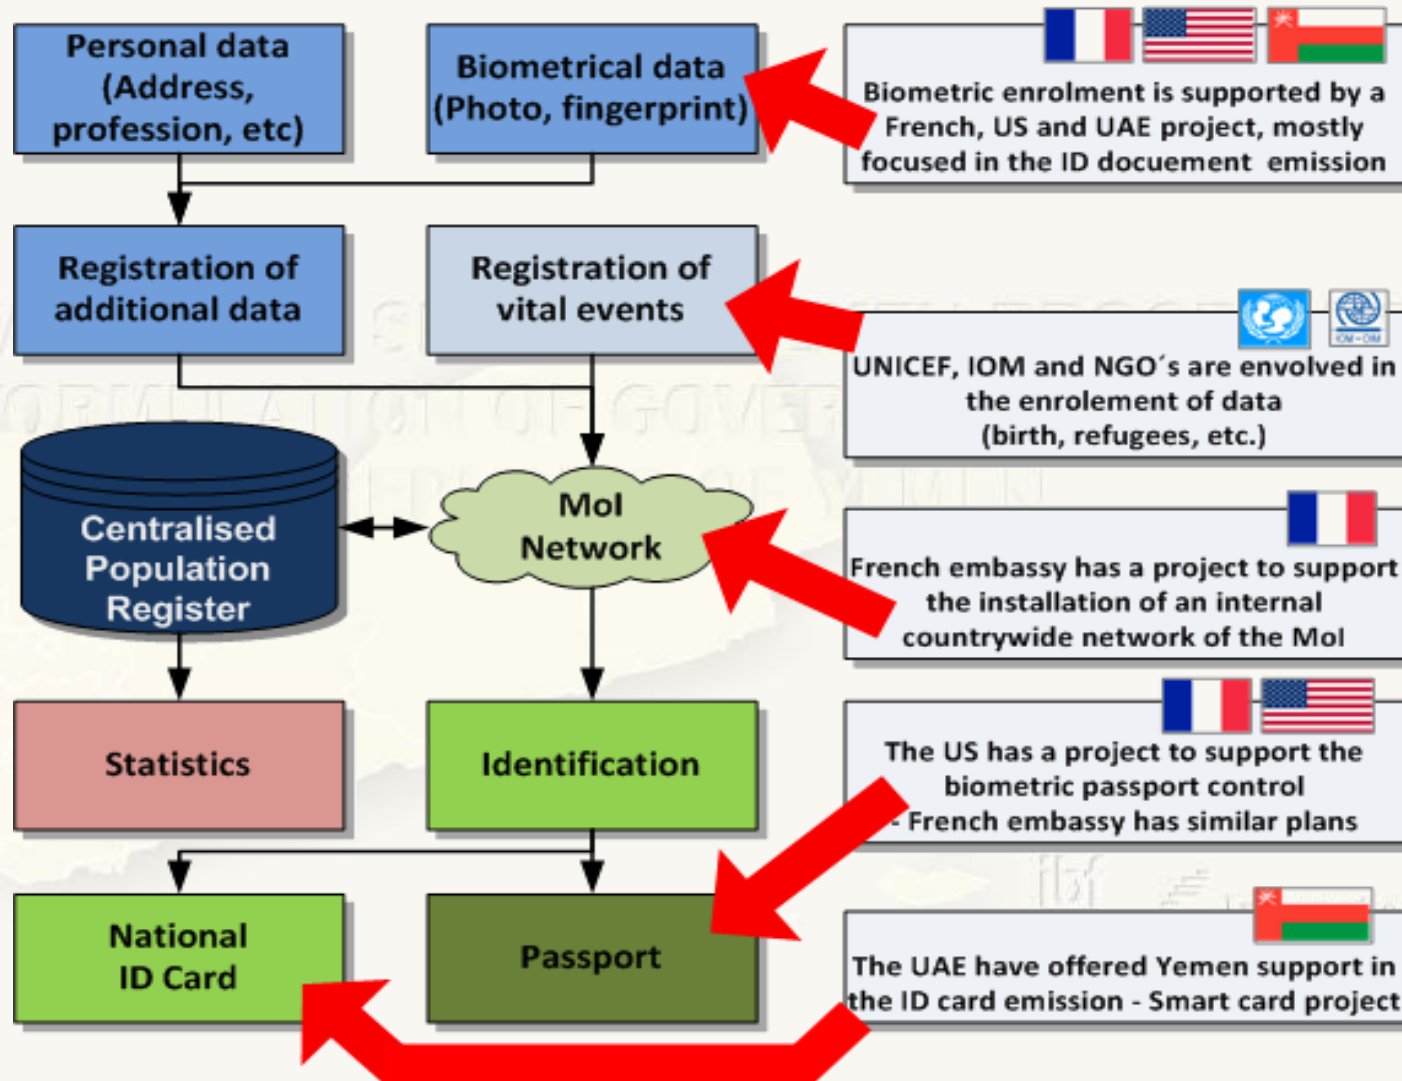 Personal data
(Address,
profession, etc)
Biometrical data
(Photo, fingerprint)
Biometric enrolment is supported by a
French, US and UAE project, mostly
focused in the ID docuement emission
Registration of
additional data
Registration of
vital events
IOM-OIM
UNICEF, IOM and NGO´s are envolved in
the enrolement of data
(birth, refugees, etc.)
Centralised
Population
Register
MoI
Network
French embassy has a project to support
the installation of an internal
countrywide network of the MoI
Statistics
Identification
The US has a project to support the
biometric passport control
- French embassy has similar plans
National
ID Card
Passport
The UAE have offered Yemen support in
the ID card emission - Smart card project